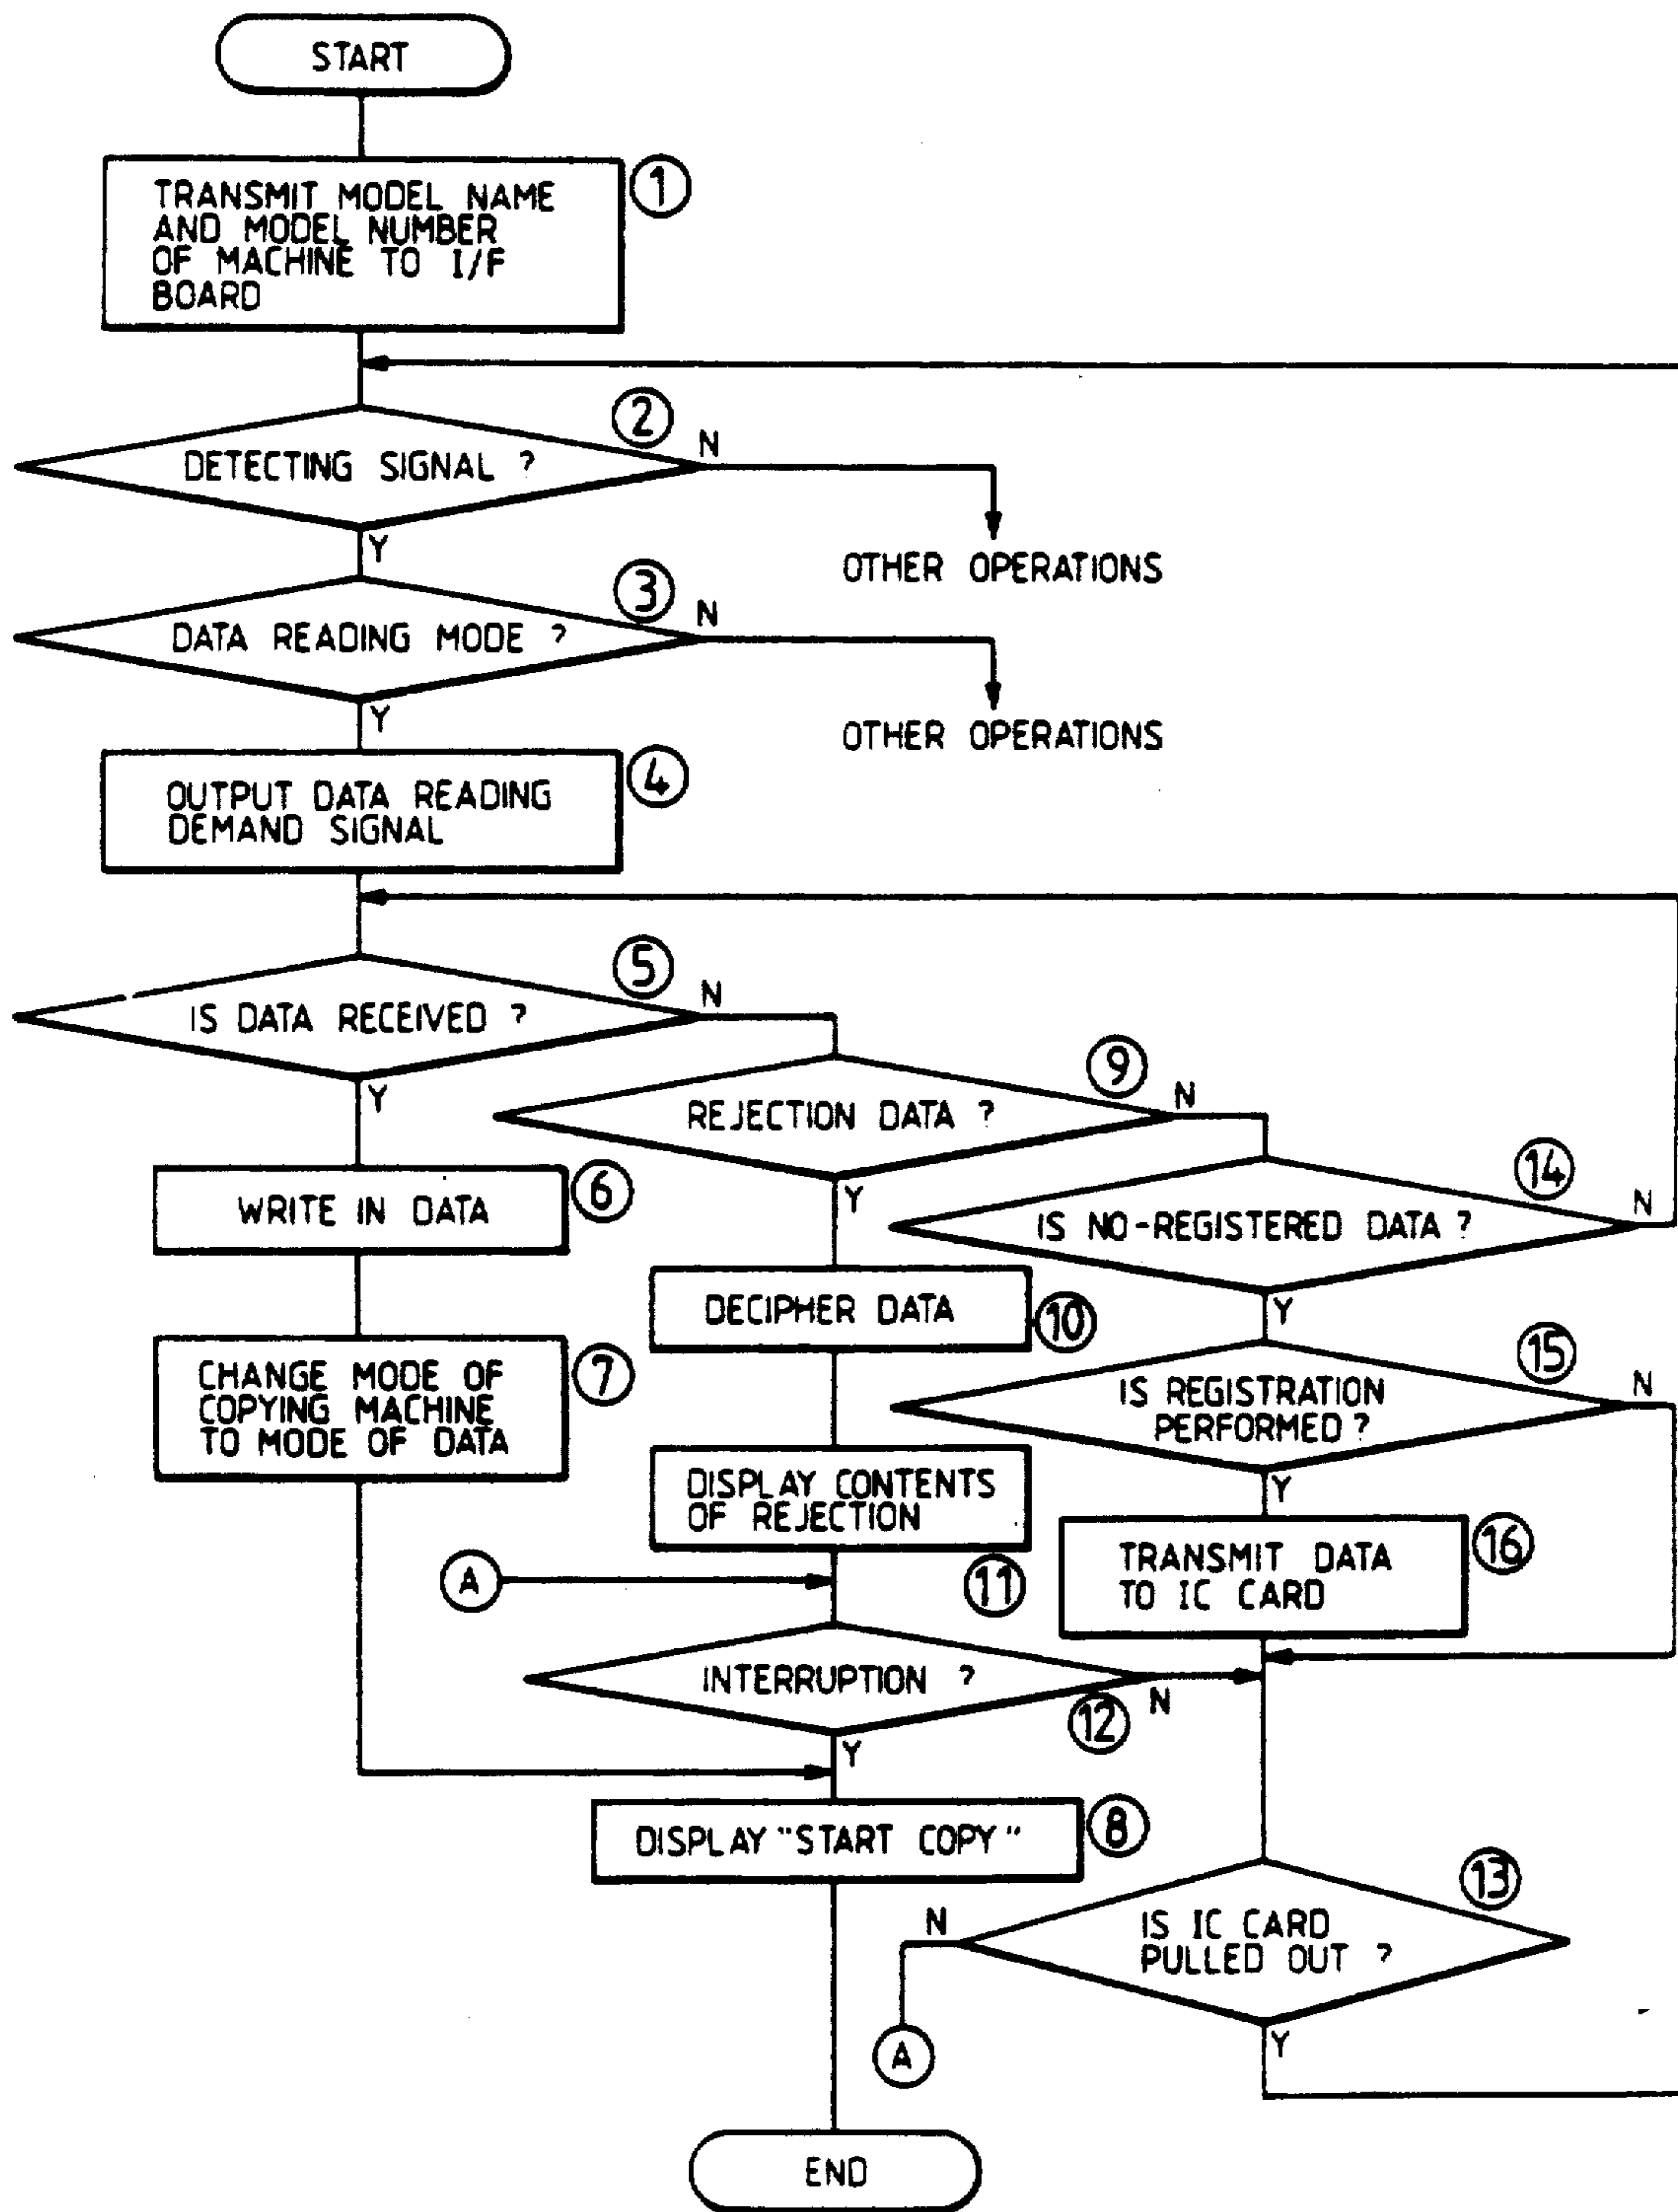 START
TRANSMIT MODEL NAME
AND MODEL NUMBER
OF MACHINE TO I/F
BOARD
1
DETECTING SIGNAL ?
2
N
Y
OTHER OPERATIONS
DATA READING MODE ?
3
N
Y
OTHER OPERATIONS
OUTPUT DATA READING
DEMAND SIGNAL
4
IS DATA RECEIVED ?
5
N
Y
WRITE IN DATA
6
CHANGE MODE OF
COPYING MACHINE
TO MODE OF DATA
7
REJECTION DATA ?
9
N
Y
DECIPHER DATA
10
DISPLAY CONTENTS
OF REJECTION
11
A
INTERRUPTION ?
12
N
Y
DISPLAY "START COPY"
8
IS NO-REGISTERED DATA ?
14
N
Y
IS REGISTRATION
PERFORMED ?
15
N
Y
TRANSMIT DATA
TO IC CARD
16
IS IC CARD
PULLED OUT ?
13
N
Y
A
END